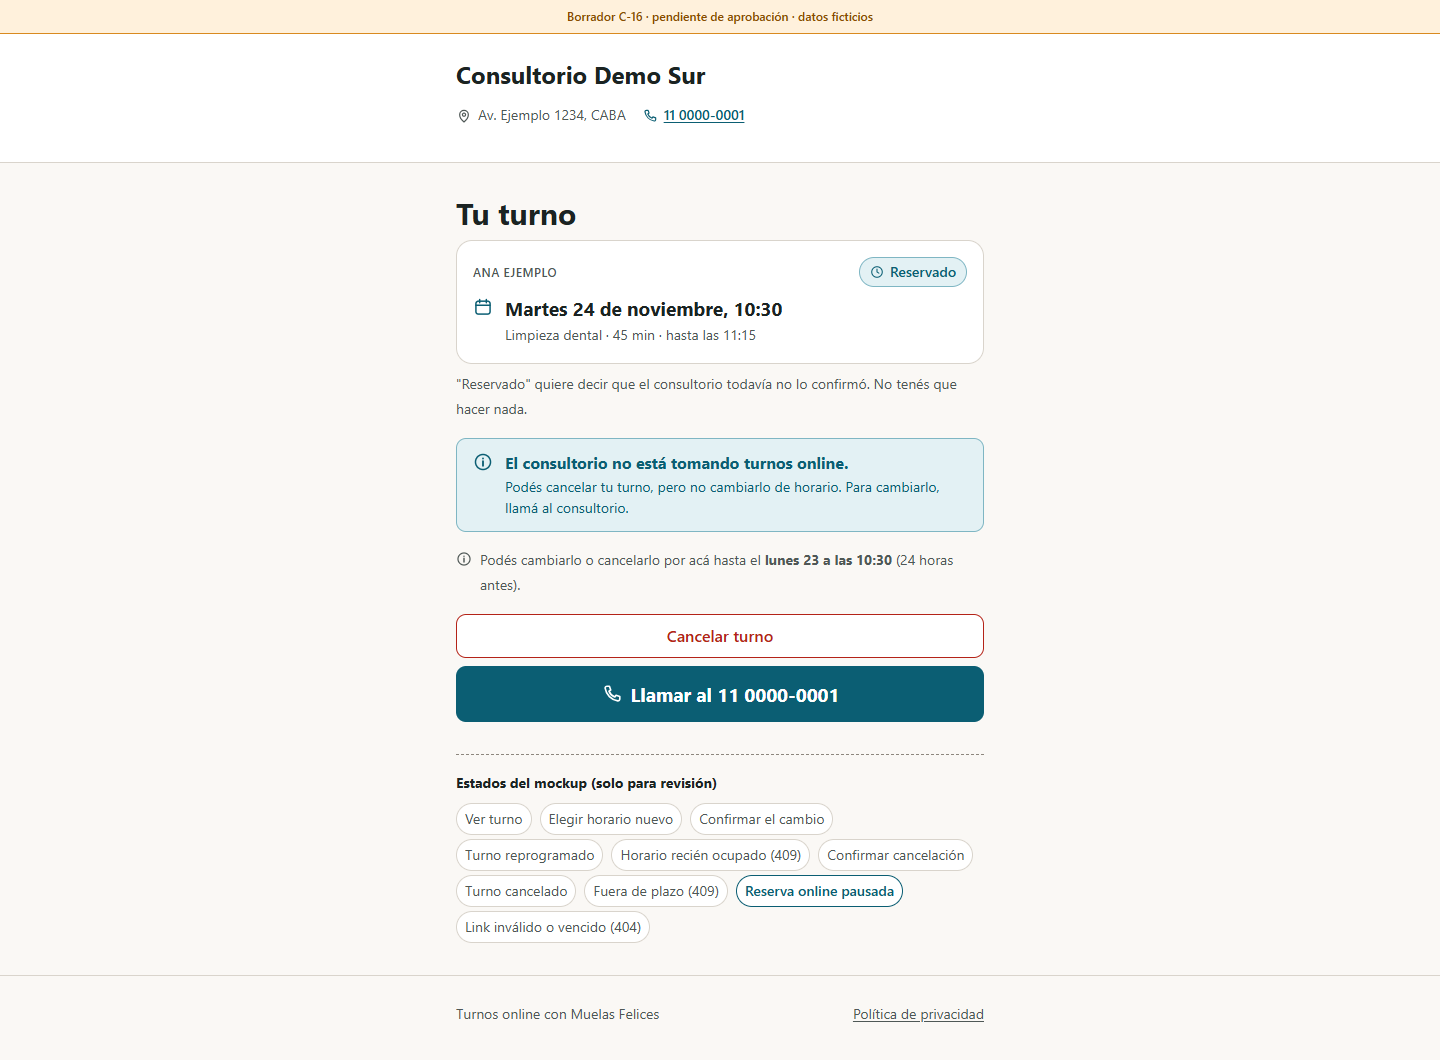 Borrador C-16 · pendiente de aprobación · datos ficticios
Consultorio Demo Sur
Av. Ejemplo 1234, CABA 11 0000-0001
Tu turno
ANA EJEMPLO Reservado
Martes 24 de noviembre, 10:30
Limpieza dental · 45 min · hasta las 11:15
"Reservado" quiere decir que el consultorio todavía no lo confirmó. No tenés que
hacer nada.
El consultorio no está tomando turnos online.
Podés cancelar tu turno, pero no cambiarlo de horario. Para cambiarlo,
llamá al consultorio.
Podés cambiarlo o cancelarlo por acá hasta el lunes 23 a las 10:30 (24 horas
antes).
Cancelar turno
Llamar al 11 0000-0001
Estados del mockup (solo para revisión)
Ver turno Elegir horario nuevo Confirmar el cambio
Turno reprogramado Horario recién ocupado (409) Confirmar cancelación
Turno cancelado Fuera de plazo (409) Reserva online pausada
Link inválido o vencido (404)
Turnos online con Muelas Felices Política de privacidad